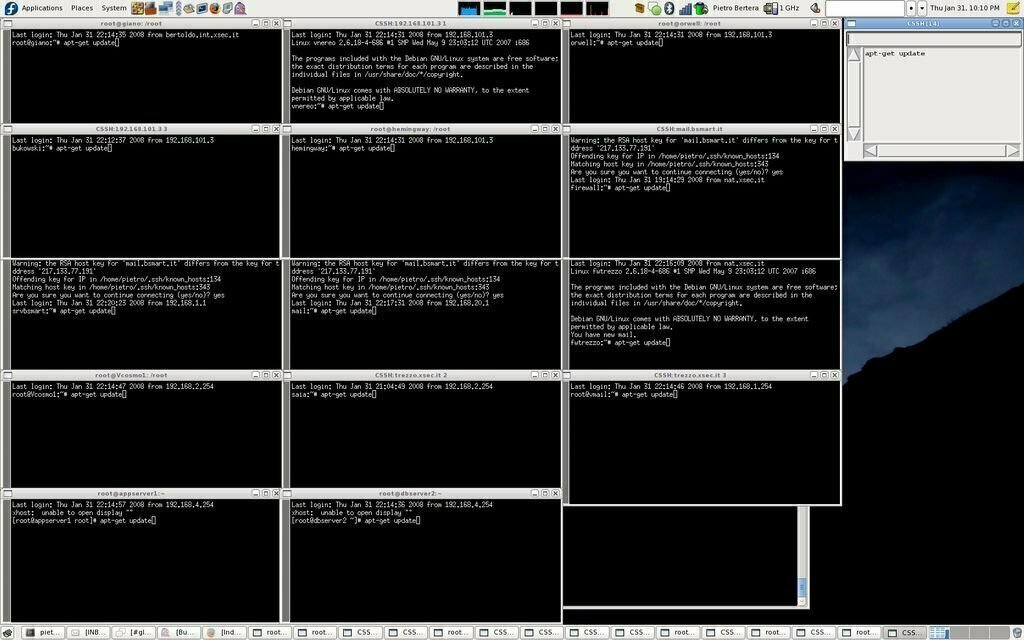 Applications Places System
Pietro Bertera
1 GHz
Thu Jan 31, 10:10 PM
root@giano: /root
Last login: Thu Jan 31 22:14:35 2008 from bertoldo.int.xsec.it
root@giano:~# apt-get update
CSSH:192.168.101.3 1
Last login: Thu Jan 31 22:14:31 2008 from 192.168.101.3
Linux vnereo 2.6.18-4-686 #1 SMP Wed May 9 23:03:12 UTC 2007 i686
The programs included with the Debian GNU/Linux system are free software;
the exact distribution terms for each program are described in the
individual files in /usr/share/doc/*/copyright.
Debian GNU/Linux comes with ABSOLUTELY NO WARRANTY, to the extent
permitted by applicable law.
vnereo:~# apt-get update
root@orwell: /root
Last login: Thu Jan 31 22:14:31 2008 from 192.168.101.3
orwell:~# apt-get update
CSSH [14]
apt-get update
CSSH:192.168.101.3 3
Last login: Thu Jan 31 22:12:37 2008 from 192.168.101.3
bukowski:~# apt-get update
root@hemingway: /root
Last login: Thu Jan 31 22:14:31 2008 from 192.168.101.3
hemingway:~# apt-get update
CSSH:mail.bsmart.it
Warning: the RSA host key for 'mail.bsmart.it' differs from the key for t
ddress '217.133.77.191'
Offending key for IP in /home/pietro/.ssh/known_hosts:134
Matching host key in /home/pietro/.ssh/known_hosts:343
Are you sure you want to continue connecting (yes/no)? yes
Last login: Thu Jan 31 19:14:29 2008 from nat.xsec.it
firewall:~# apt-get update
Warning: the RSA host key for 'mail.bsmart.it' differs from the key for t
ddress '217.133.77.191'
Offending key for IP in /home/pietro/.ssh/known_hosts:134
Matching host key in /home/pietro/.ssh/known_hosts:343
Are you sure you want to continue connecting (yes/no)? yes
Last login: Thu Jan 31 22:20:23 2008 from 192.168.1.1
srvbsmart:~# apt-get update
Warning: the RSA host key for 'mail.bsmart.it' differs from the key for t
ddress '217.133.77.191'
Offending key for IP in /home/pietro/.ssh/known_hosts:134
Matching host key in /home/pietro/.ssh/known_hosts:343
Are you sure you want to continue connecting (yes/no)? yes
Last login: Thu Jan 31 22:17:31 2008 from 192.168.20.1
mail:~# apt-get update
Last login: Thu Jan 31 22:16:09 2008 from nat.xsec.it
Linux fwtrezzo 2.6.18-4-686 #1 SMP Wed May 9 23:03:12 UTC 2007 i686
The programs included with the Debian GNU/Linux system are free software;
the exact distribution terms for each program are described in the
individual files in /usr/share/doc/*/copyright.
Debian GNU/Linux comes with ABSOLUTELY NO WARRANTY, to the extent
permitted by applicable law.
You have new mail.
fwtrezzo:~# apt-get update
root@Vcosmo1: /root
Last login: Thu Jan 31 22:14:47 2008 from 192.168.2.254
root@Vcosmo1:~# apt-get update
CSSH:trezzo.xsec.it 2
Last login: Thu Jan 31 21:04:49 2008 from 192.168.2.254
saia:~# apt-get update
CSSH:trezzo.xsec.it 3
Last login: Thu Jan 31 22:14:46 2008 from 192.168.1.254
root@vmail:~# apt-get update
root@appserver1:~
Last login: Thu Jan 31 22:14:57 2008 from 192.168.4.254
xhost: unable to open display ""
[root@appserver1 root]# apt-get update
root@dbserver2:~
Last login: Thu Jan 31 22:14:36 2008 from 192.168.4.254
xhost: unable to open display ""
[root@dbserver2 ~]# apt-get update
piet... [INB... [#gl... [Bu... [Ind... root... root... CSS... CSS... root... CSS... CSS... CSS... CSS... root... CSS... root... CSS... root... CSS...